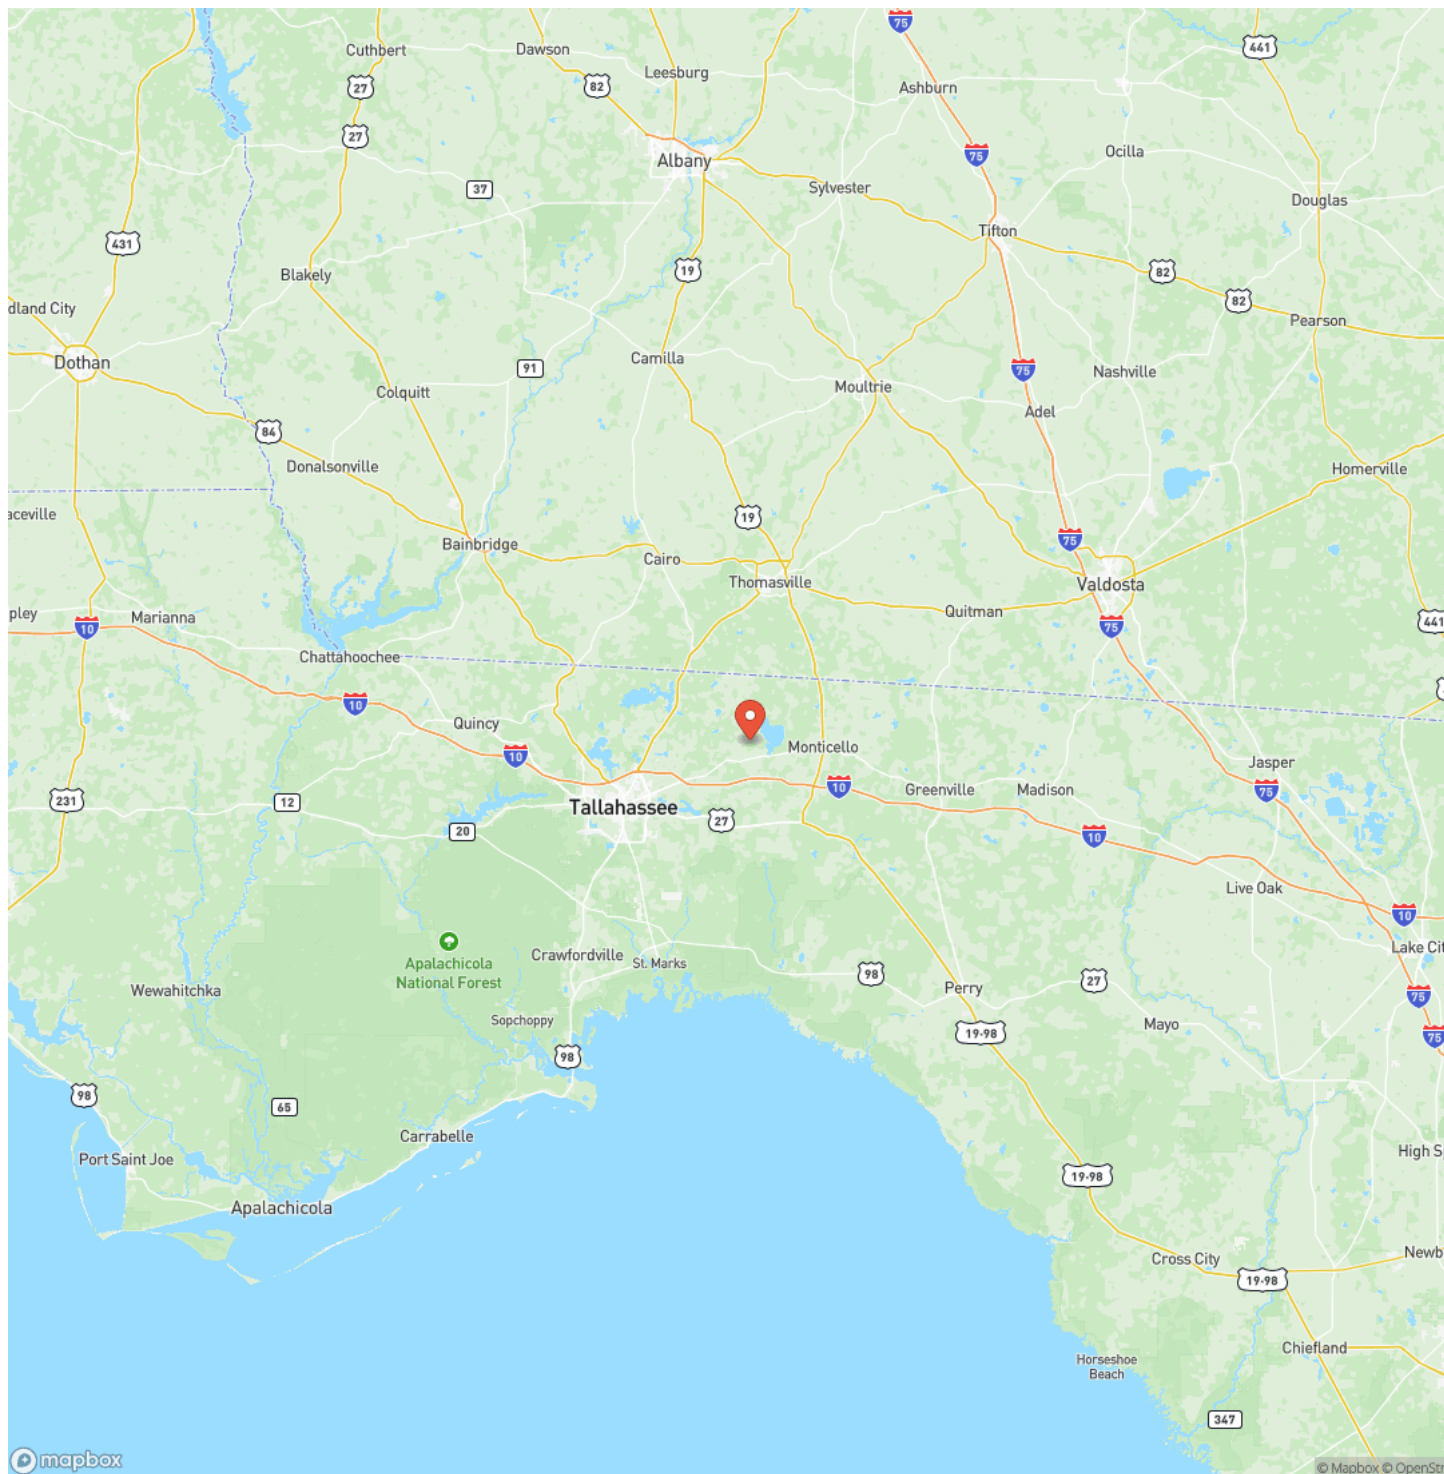 75
441
Cuthbert
Dawson
Leesburg
82
27
Ashburn
27
75
Ocilla
Albany
37
Sylvester
Douglas
431
Tifton
Blakely
19
82
82
dland City
Pearson
Dothan
Camilla
91
75
Nashville
Colquitt
Moultrie
Adel
84
Donalsonville
Homerville
aceville
19
75
Bainbridge
Cairo
Thomasville
Valdosta
pley
Marianna
10
Quitman
75
441
Chattahoochee
10
Quincy
10
Monticello
Jasper
231
12
20
Tallahassee
27
10
Greenville
Madison
75
10
Live Oak
10
Lake Cit
Apalachicola
National Forest
Crawfordville
St. Marks
98
Perry
27
Wewahitchka
75
Sopchoppy
Mayo
19-98
75
98
98
65
Carrabelle
Port Saint Joe
High S
19-98
Apalachicola
Cross City
Newb
19-98
Chiefland
Horseshoe
Beach
347
mapbox
© Mapbox © OpenStr